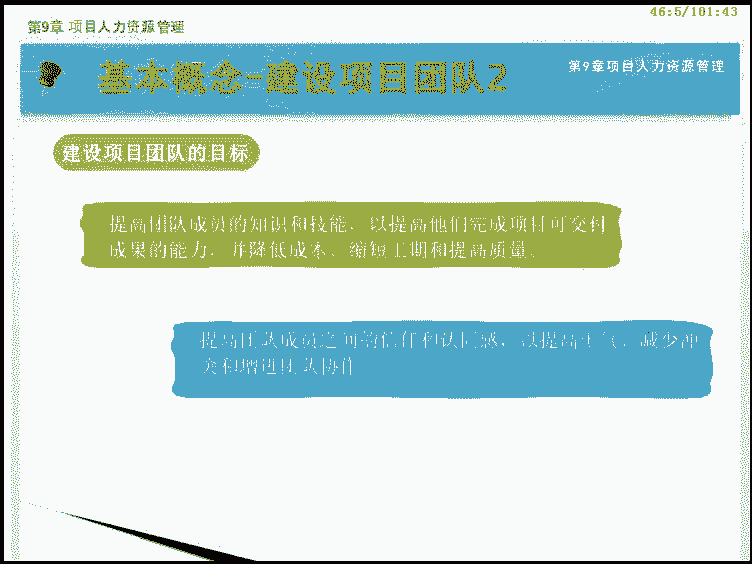 46:5/101:43
第9章 项目人力资源管理
基本概念-建设项目团队2
第9章项目人力资源管理
建设项目团队的目标
提高团队成员的知识和技能，以提高他们完成项目可交付
成果的能力，并降低成本、缩短工期和提高质量。
提高团队成员之间的信任和认同感，以提高士气、减少冲
突和增进团队协作